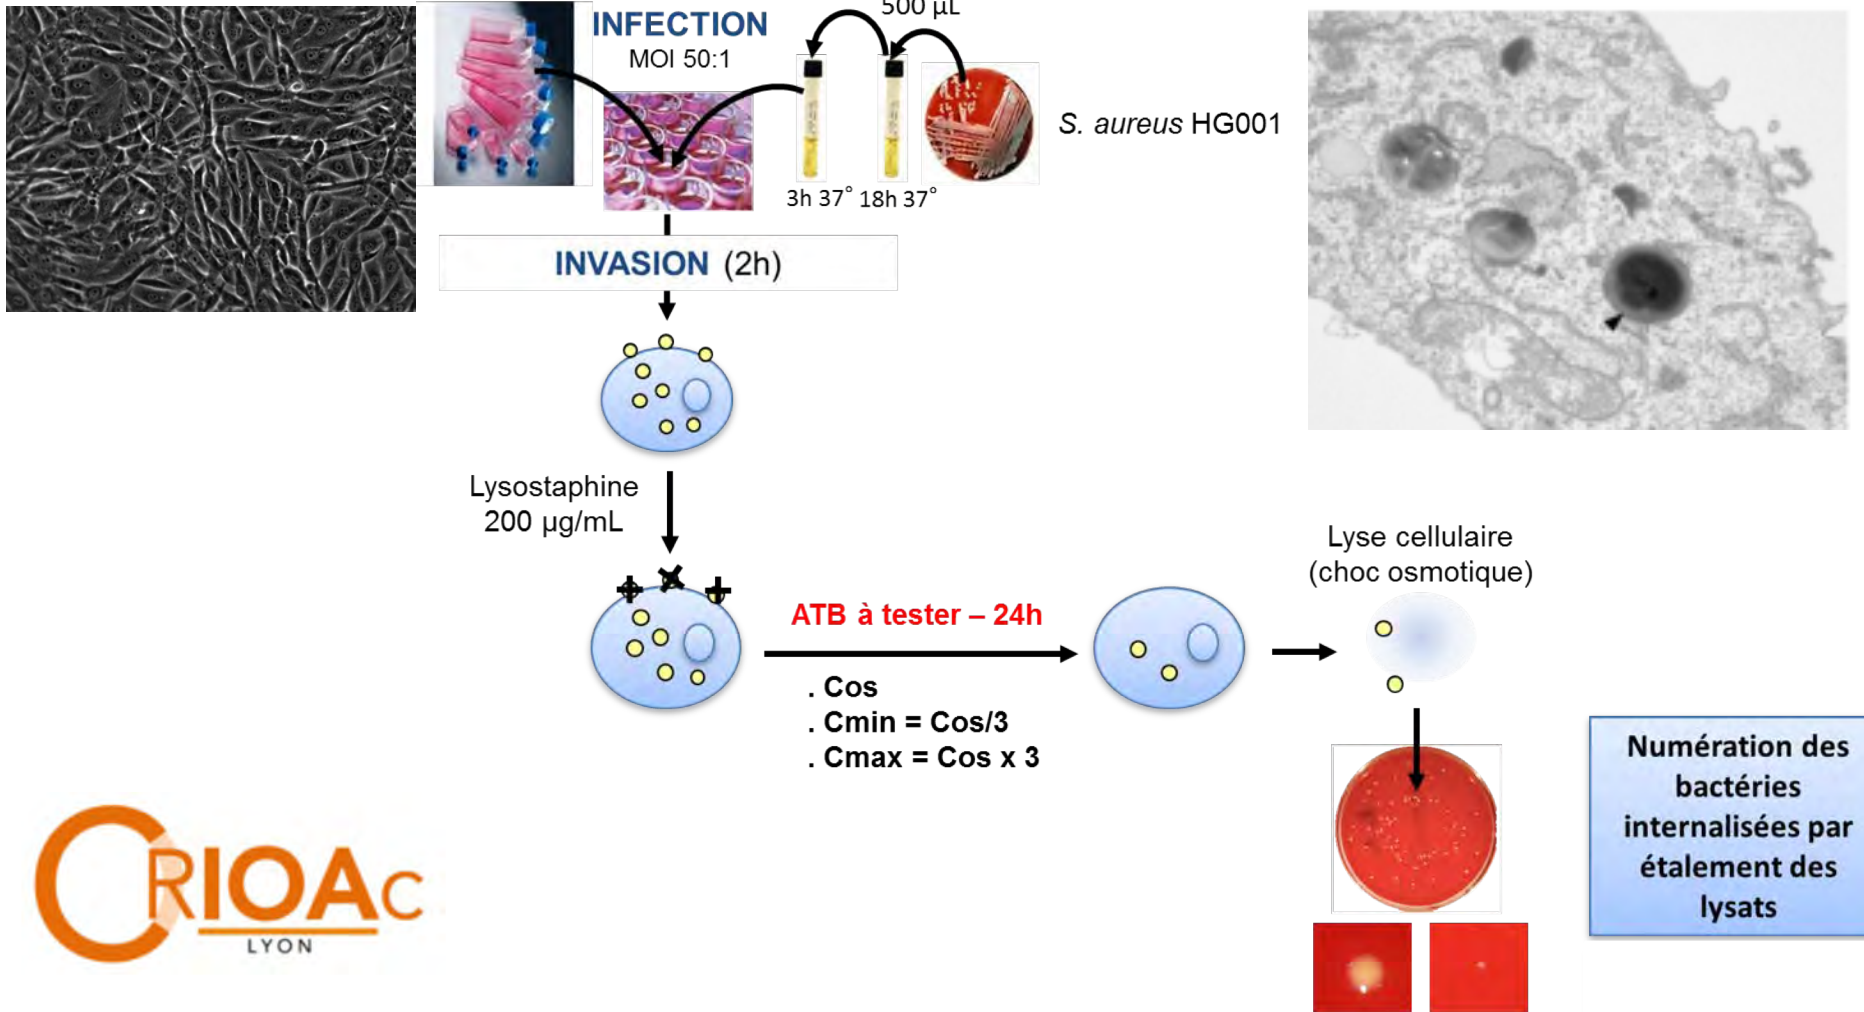 INFECTION
MOI 50:1
500 µL
S. aureus HG001
3h 37°
18h 37°
INVASION (2h)
Lysostaphine
200 µg/mL
ATB à tester – 24h
. Cos
. Cmin = Cos/3
. Cmax = Cos x 3
Lyse cellulaire
(choc osmotique)
Numération des
bactéries
internalisées par
étalement des
lysats
CRIOAc
LYON